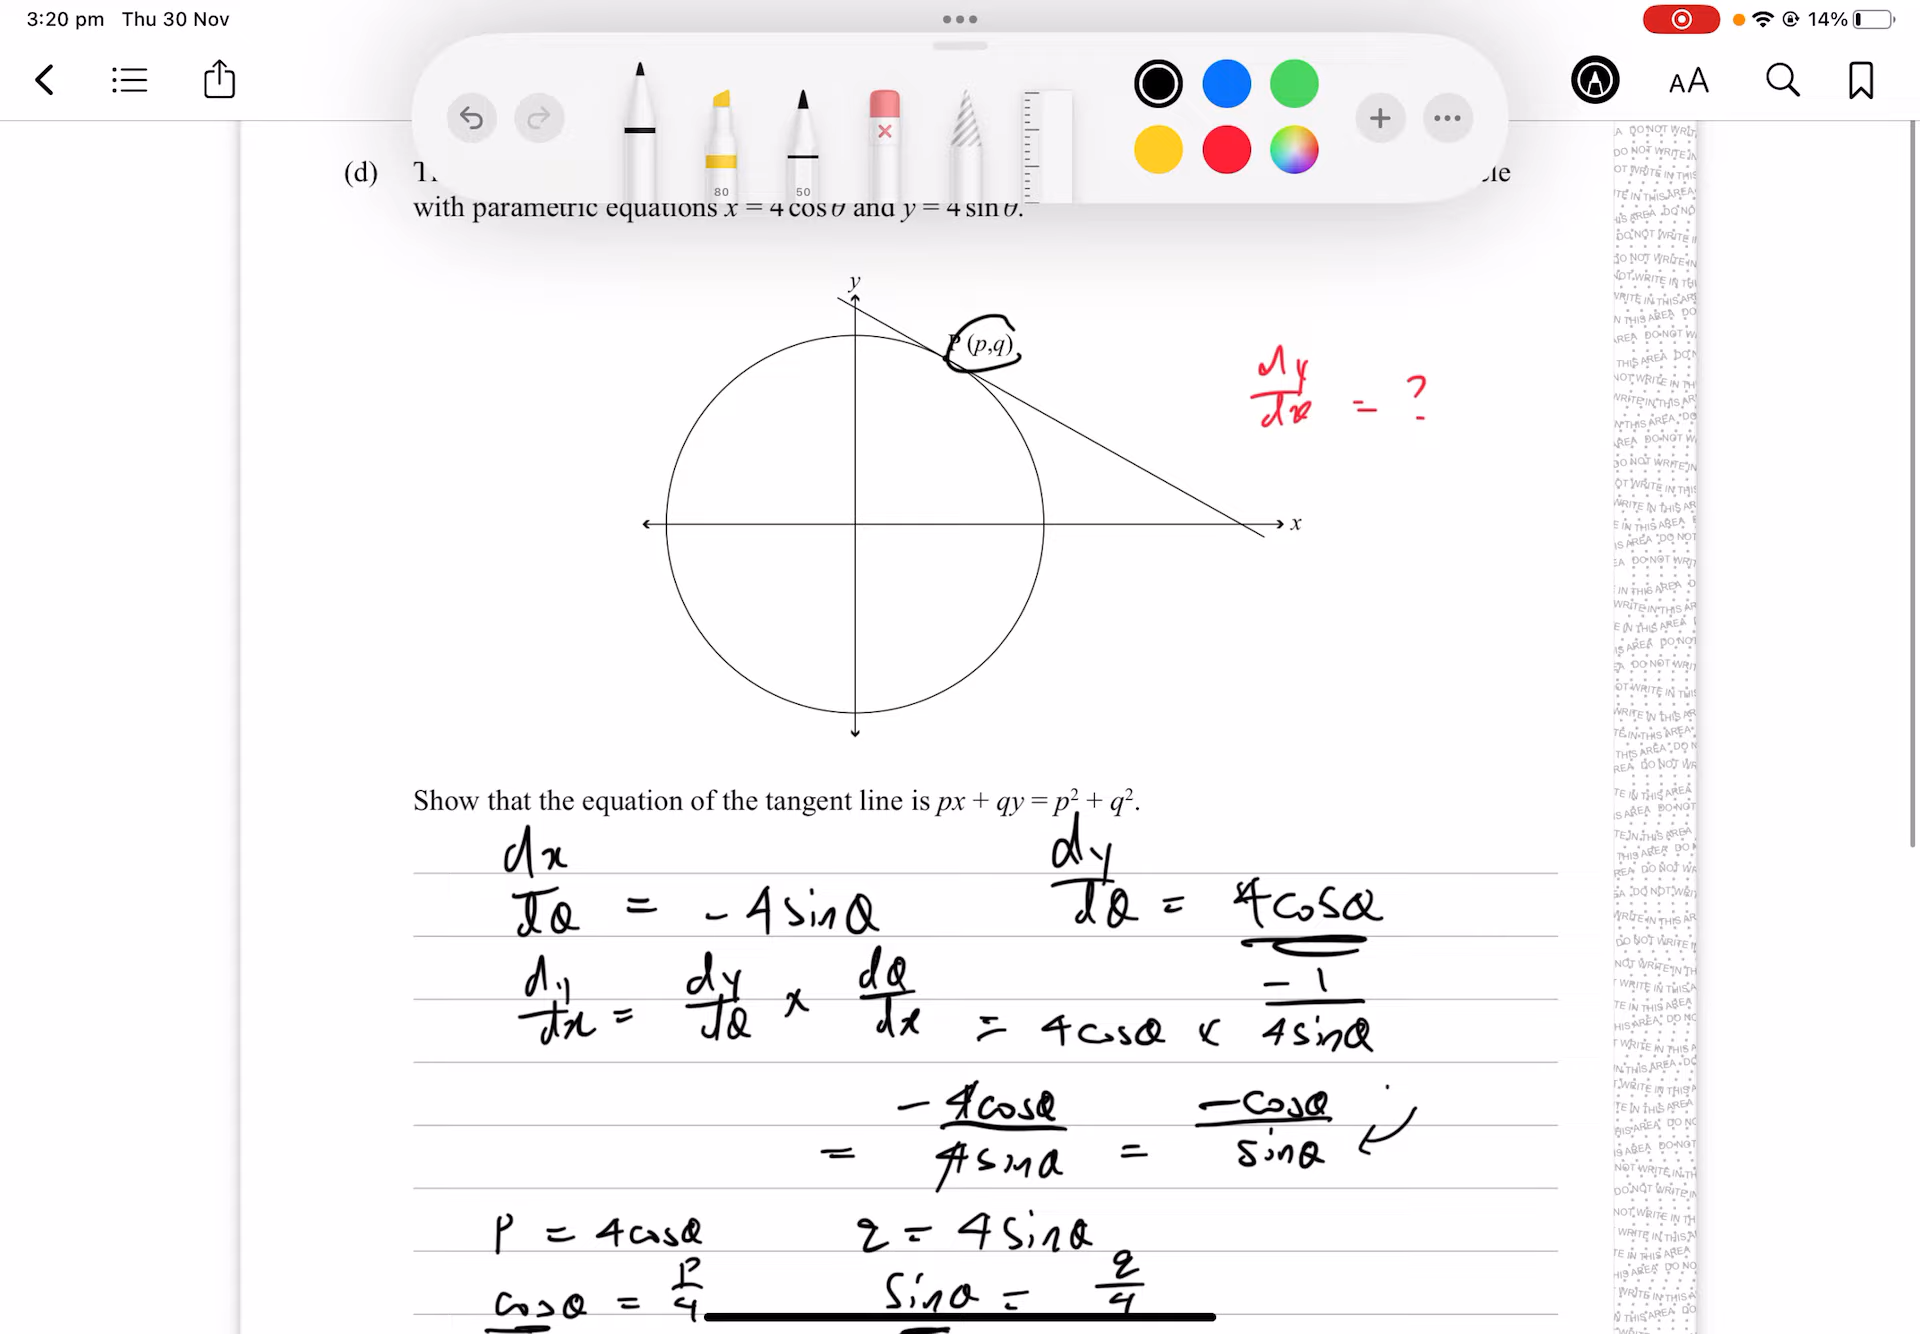 3:20 pm Thu 30 Nov
14%
AA
80
50
(d)
with parametric equations x = 4 cos θ and y = 4 sin θ.
y
P (p,q)
dy/dx = ?
x
Show that the equation of the tangent line is px + qy = p² + q².
dx/dθ = - 4 sinθ dy/dθ = 4cosθ
dy/dx = dy/dθ x dθ/dx = 4cosθ x -1/4sinθ
= -4cosθ/4sinθ = -cosθ/sinθ
P = 4cosθ q = 4sinθ
cosθ = P/4 sinθ = q/4